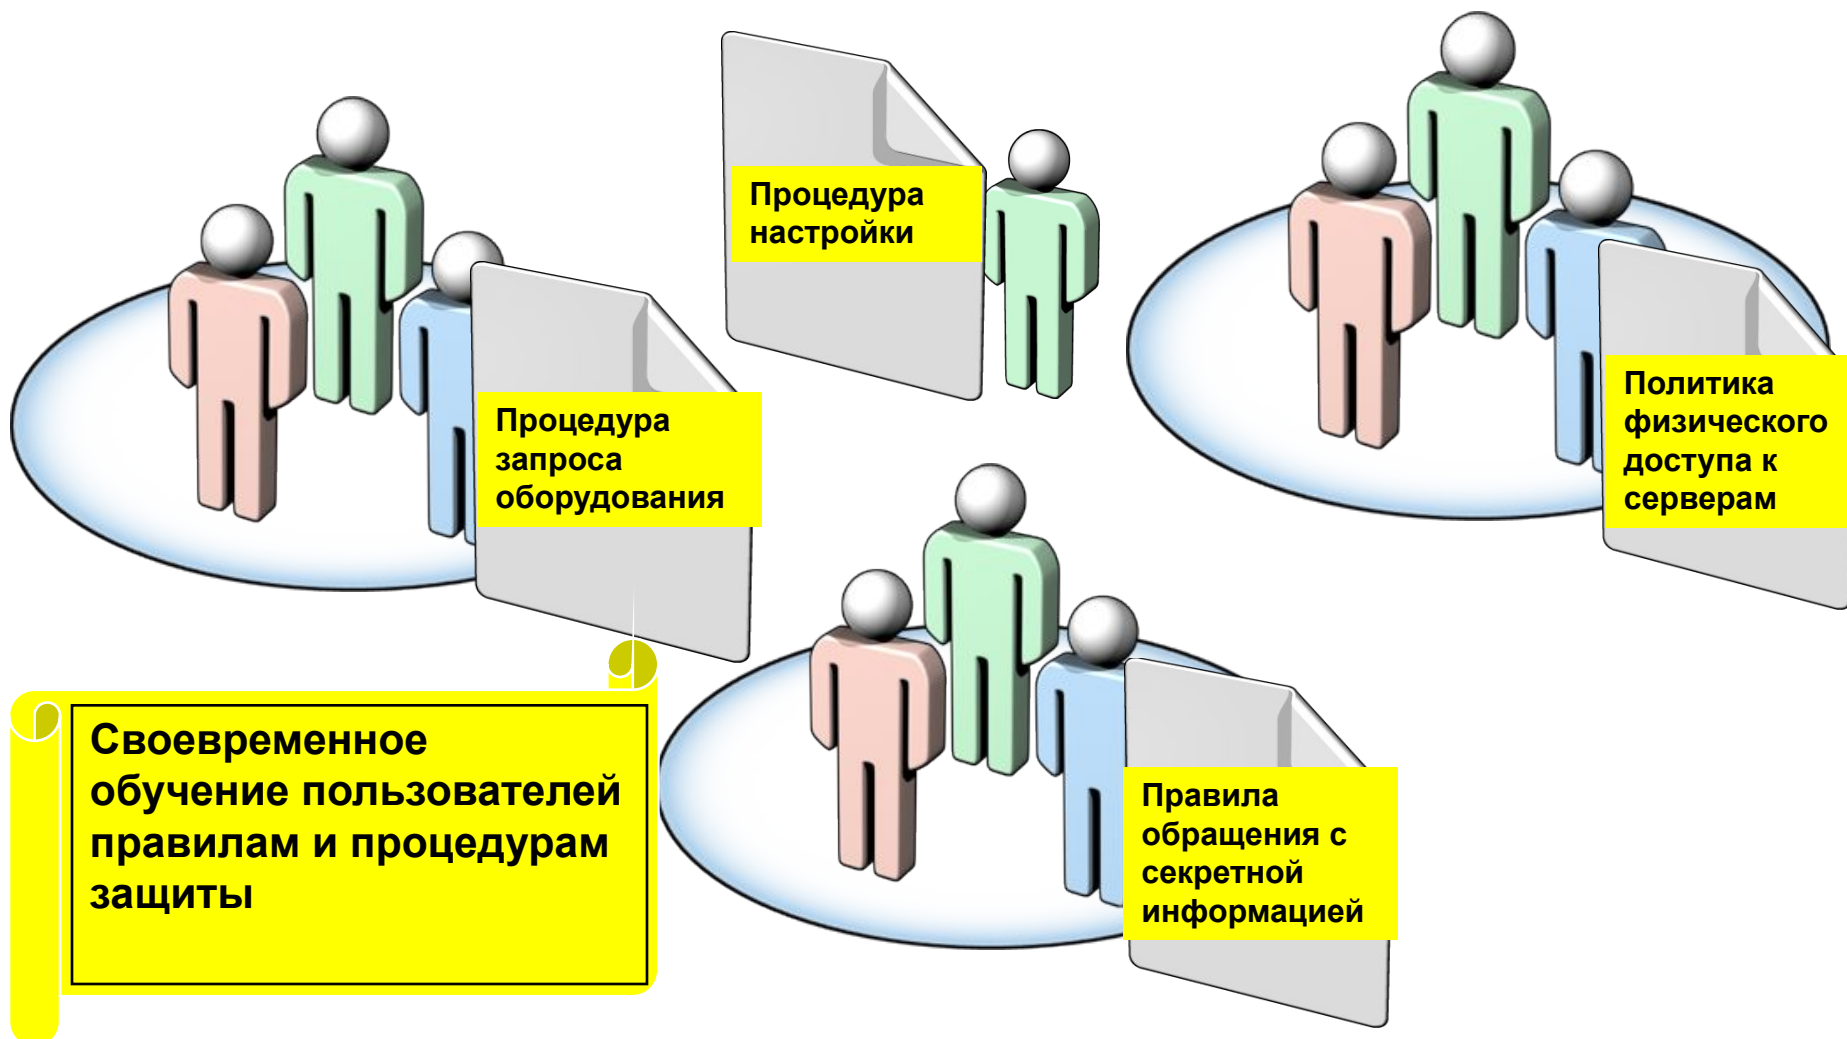 Процедура
настройки
Политика
физического
доступа к
серверам
Процедура
запроса
оборудования
Своевременное
обучение пользователей
правилам и процедурам
защиты
Правила
обращения с
секретной
информацией